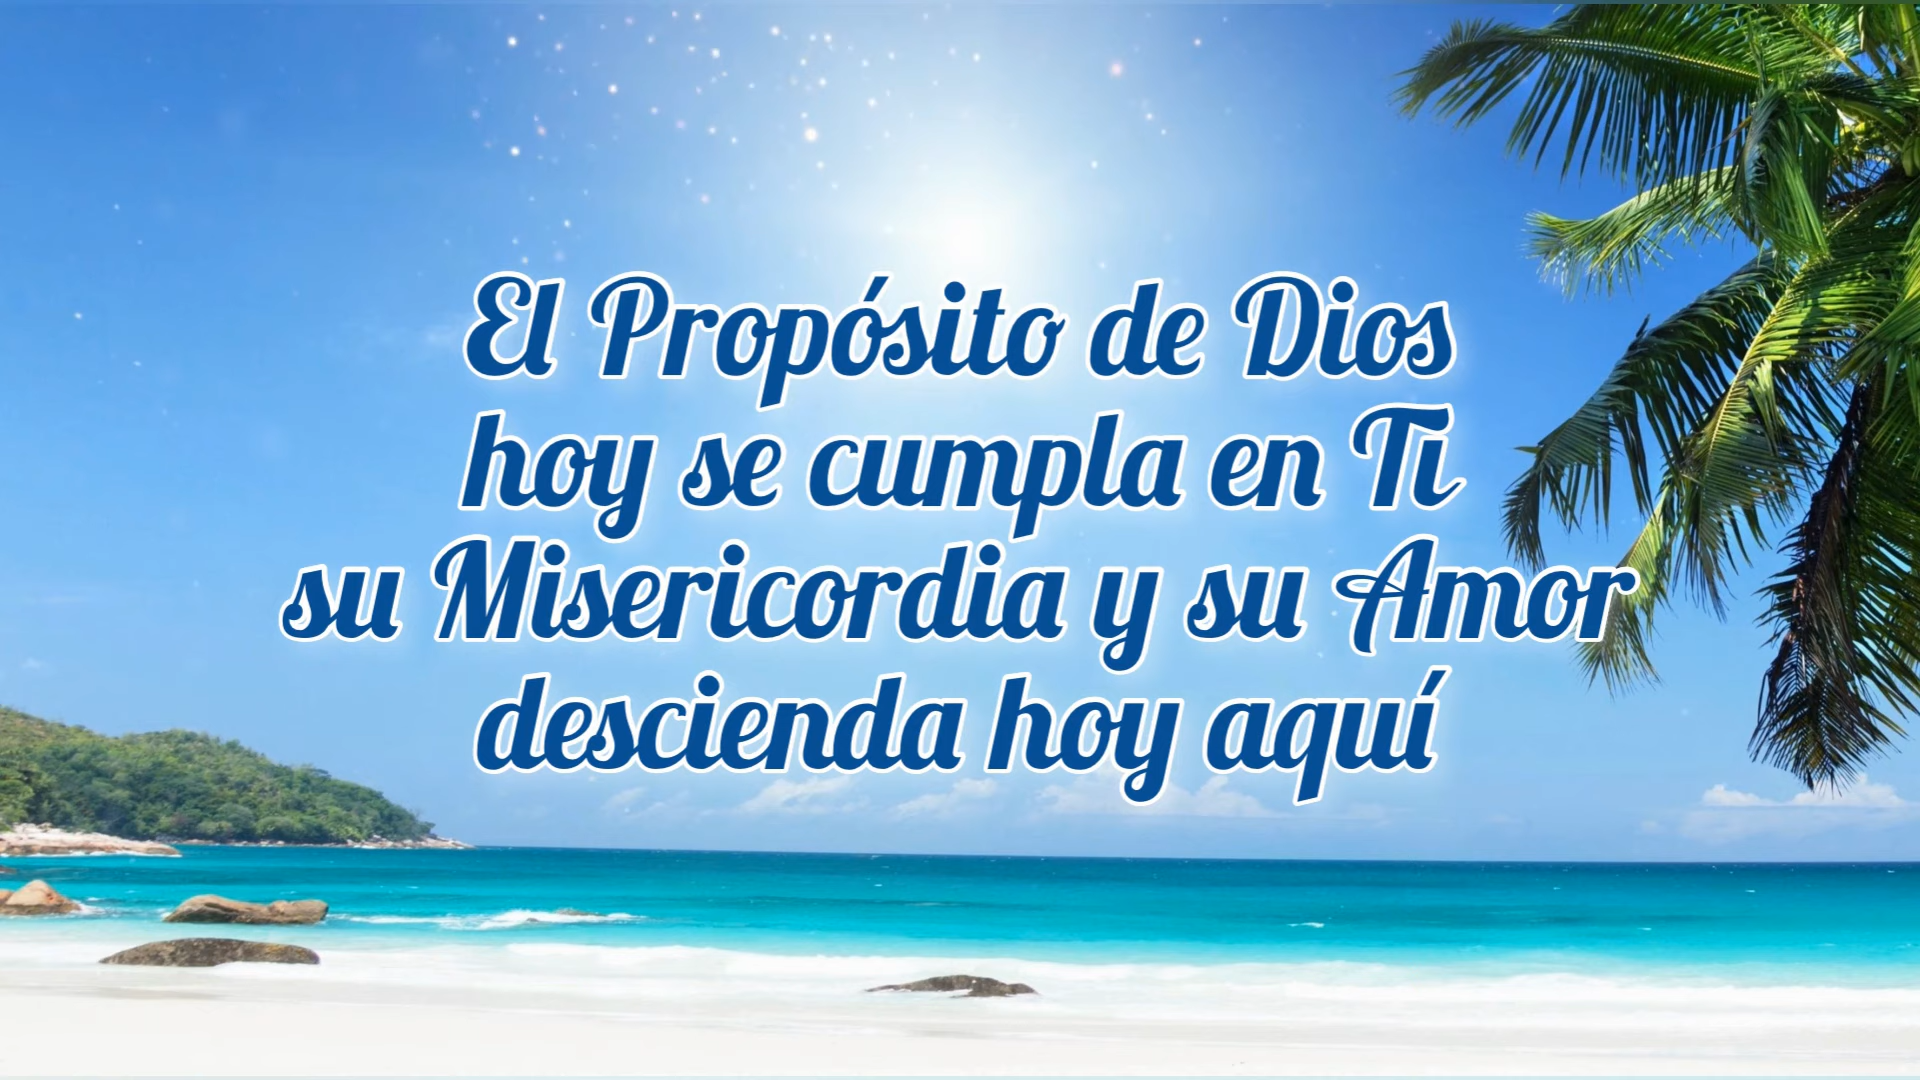 El Propósito de Dios
hoy se cumpla en Ti
su Misericordia y su Amor
descienda hoy aquí